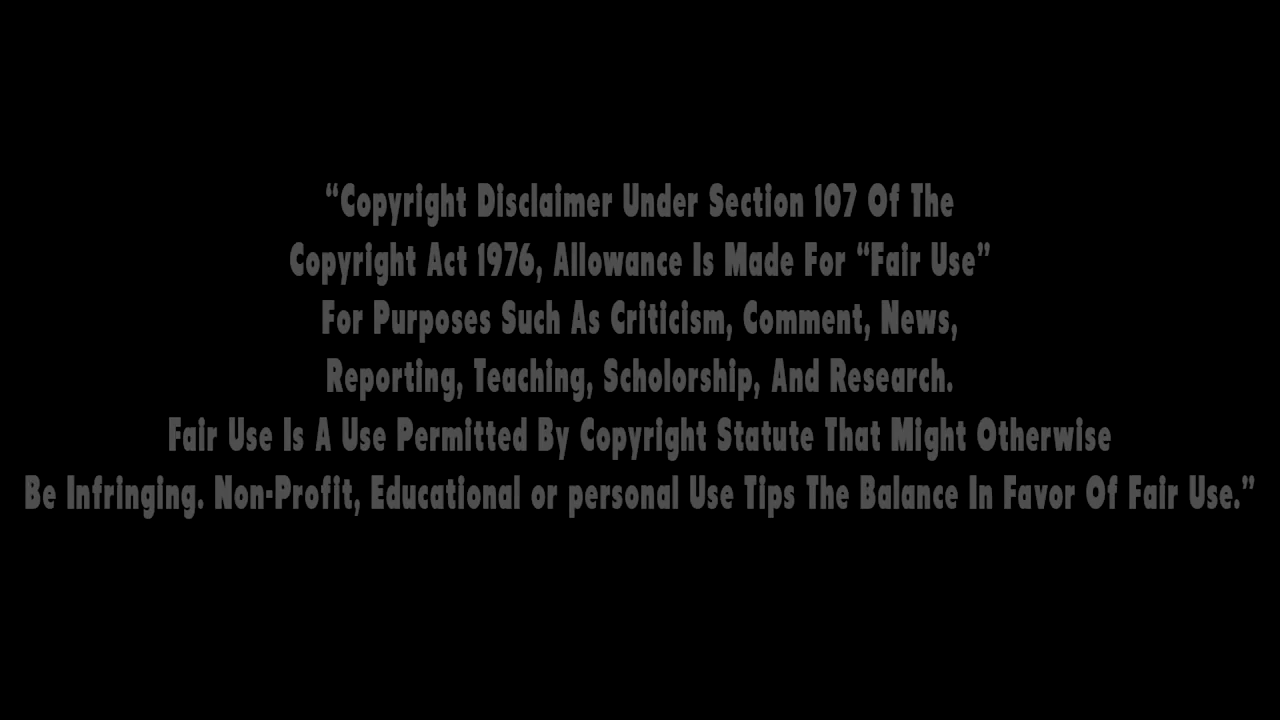 “Copyright Disclaimer Under Section 107 Of The
Copyright Act 1976, Allowance Is Made For “Fair Use”
For Purposes Such As Criticism, Comment, News,
Reporting, Teaching, Scholorship, And Research.
Fair Use Is A Use Permitted By Copyright Statute That Might Otherwise
Be Infringing. Non-Profit, Educational or personal Use Tips The Balance In Favor Of Fair Use.”